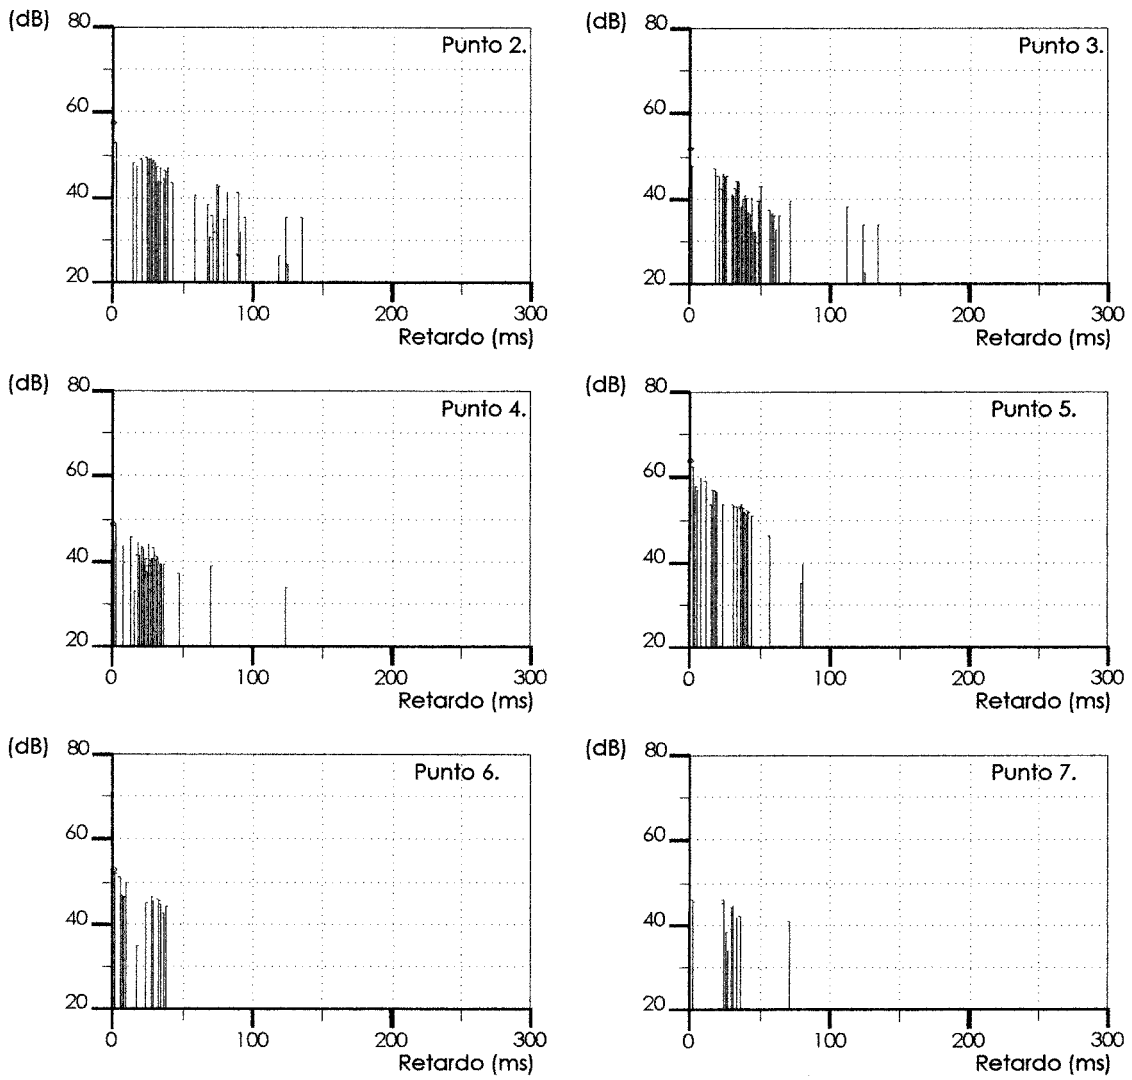 (dB) 80
Punto 2.
60
40
20
0 100 200 300
Retardo (ms)
(dB) 80
Punto 3.
60
40
20
0 100 200 300
Retardo (ms)
(dB) 80
Punto 4.
60
40
20
0 100 200 300
Retardo (ms)
(dB) 80
Punto 5.
60
40
20
0 100 200 300
Retardo (ms)
(dB) 80
Punto 6.
60
40
20
0 100 200 300
Retardo (ms)
(dB) 80
Punto 7.
60
40
20
0 100 200 300
Retardo (ms)